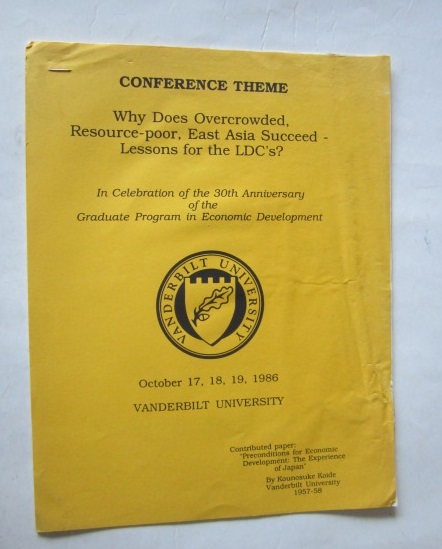 CONFERENCE THEME
Why Does Overcrowded,
Resource-poor, East Asia Succeed -
Lessons for the LDC's?
In Celebration of the 30th Anniversary
of the
Graduate Program in Economic Development
VANDERBILT UNIVERSITY
October 17, 18, 19, 1986
VANDERBILT UNIVERSITY
Contributed paper:
"Preconditions for Economic
Development: The Experience
of Japan"
By Kounosuke Koide
Vanderbilt University
1957-58